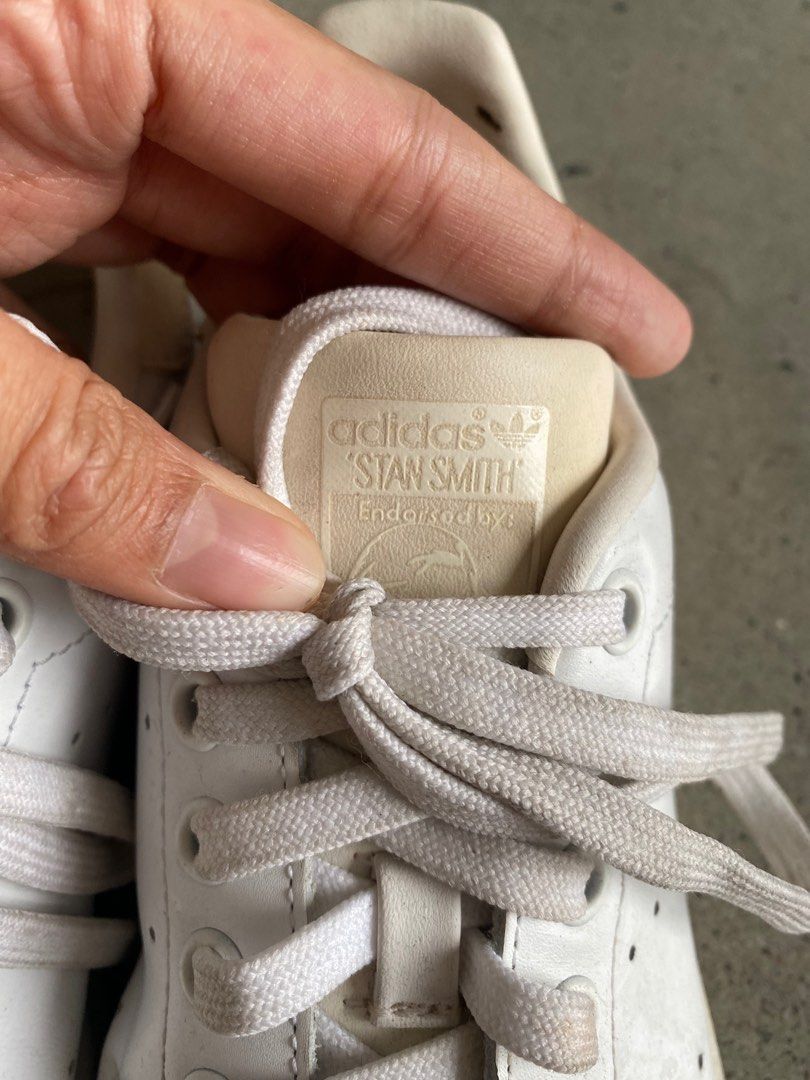 adidas®
"STAN SMITH"
Endorsed by: